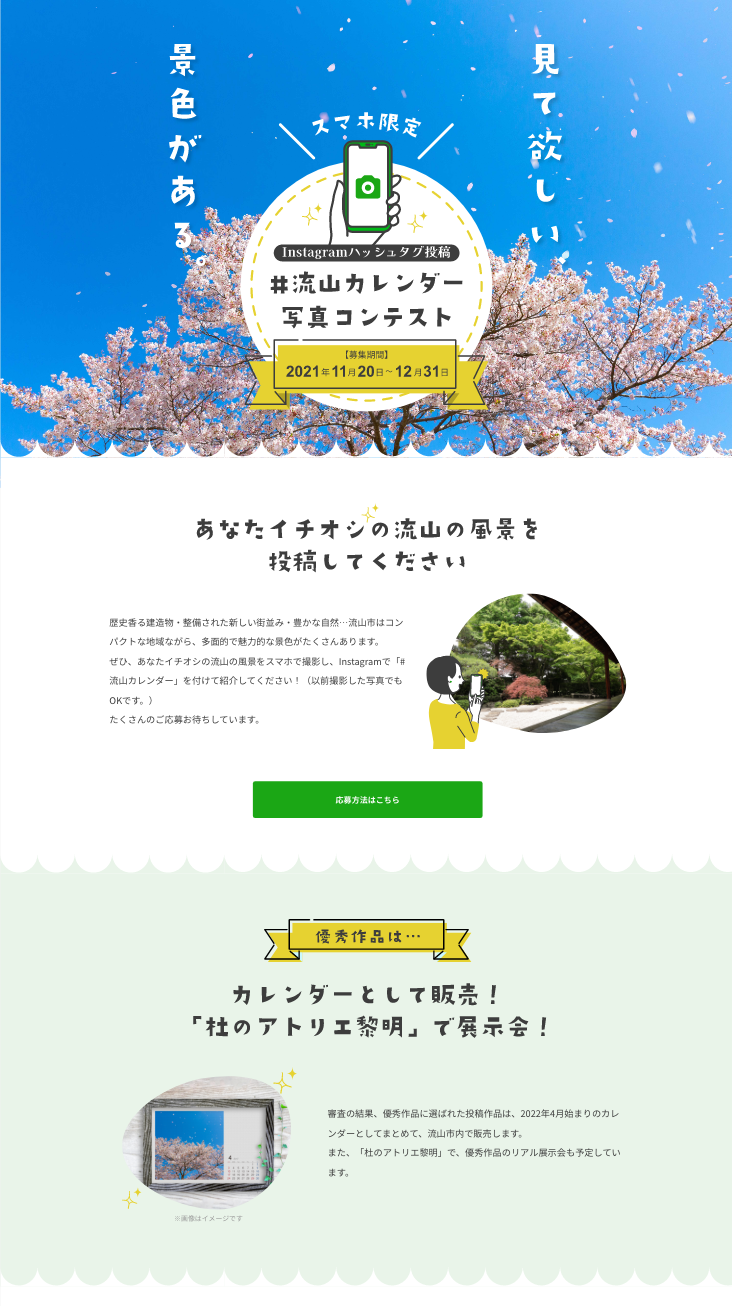 見て欲しい、
景色がある。
スマホ限定
Instagramハッシュタグ投稿
#流山カレンダー
写真コンテスト
【募集期間】
2021年11月20日~12月31日
あなたイチオシの流山の風景を
投稿してください
歴史香る建造物・整備された新しい街並み・豊かな自然…流山市はコン
パクトな地域ながら、多面的で魅力的な景色がたくさんあります。
ぜひ、あなたイチオシの流山の風景をスマホで撮影し、Instagramで「#
流山カレンダー」を付けて紹介してください！（以前撮影した写真でも
OKです。）
たくさんのご応募お待ちしています。
応募方法はこちら
優秀作品は…
カレンダーとして販売！
「杜のアトリエ黎明」で展示会！
4
審査の結果、優秀作品に選ばれた投稿作品は、2022年4月始まりのカレ
ンダーとしてまとめて、流山市内で販売します。
また、「杜のアトリエ黎明」で、優秀作品のリアル展示会も予定してい
ます。
※画像はイメージです